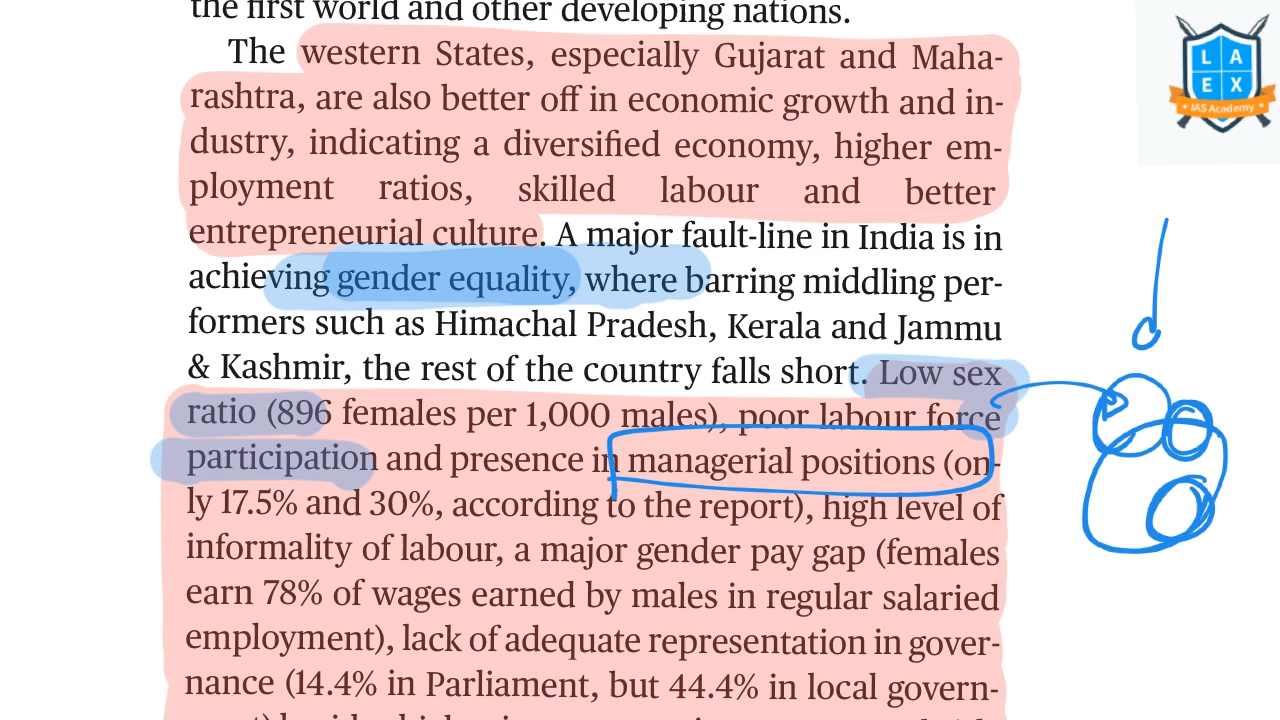 the first world and other developing nations.
The western States, especially Gujarat and Maha-
rashtra, are also better off in economic growth and in-
dustry, indicating a diversified economy, higher em-
ployment ratios, skilled labour and better
entrepreneurial culture. A major fault-line in India is in
achieving gender equality, where barring middling per-
formers such as Himachal Pradesh, Kerala and Jammu
& Kashmir, the rest of the country falls short. Low sex
ratio (896 females per 1,000 males), poor labour force
participation and presence in managerial positions (on-
ly 17.5% and 30%, according to the report), high level of
informality of labour, a major gender pay gap (females
earn 78% of wages earned by males in regular salaried
employment), lack of adequate representation in gover-
nance (14.4% in Parliament, but 44.4% in local govern-
L A
E X
IAS Academy